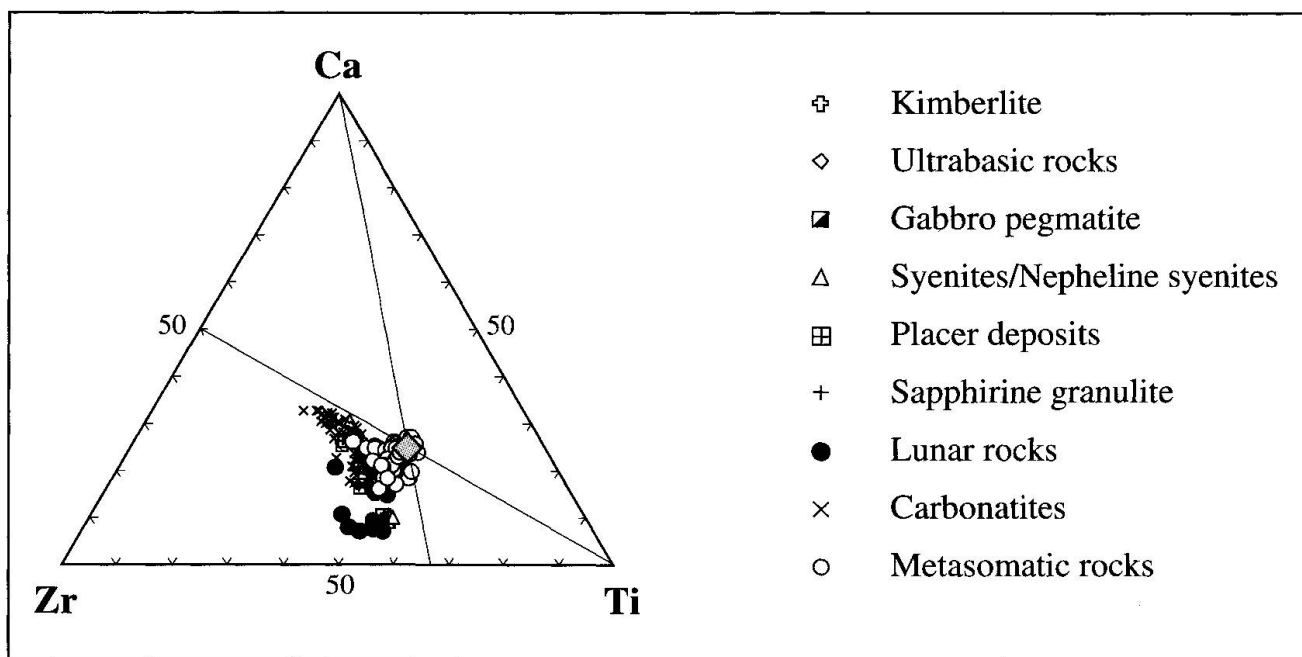 Ca
50
50
Zr
50
Ti
Kimberlite
Ultrabasic rocks
Gabbro pegmatite
Syenites/Nepheline syenites
Placer deposits
Sapphirine granulite
Lunar rocks
Carbonatites
Metasomatic rocks